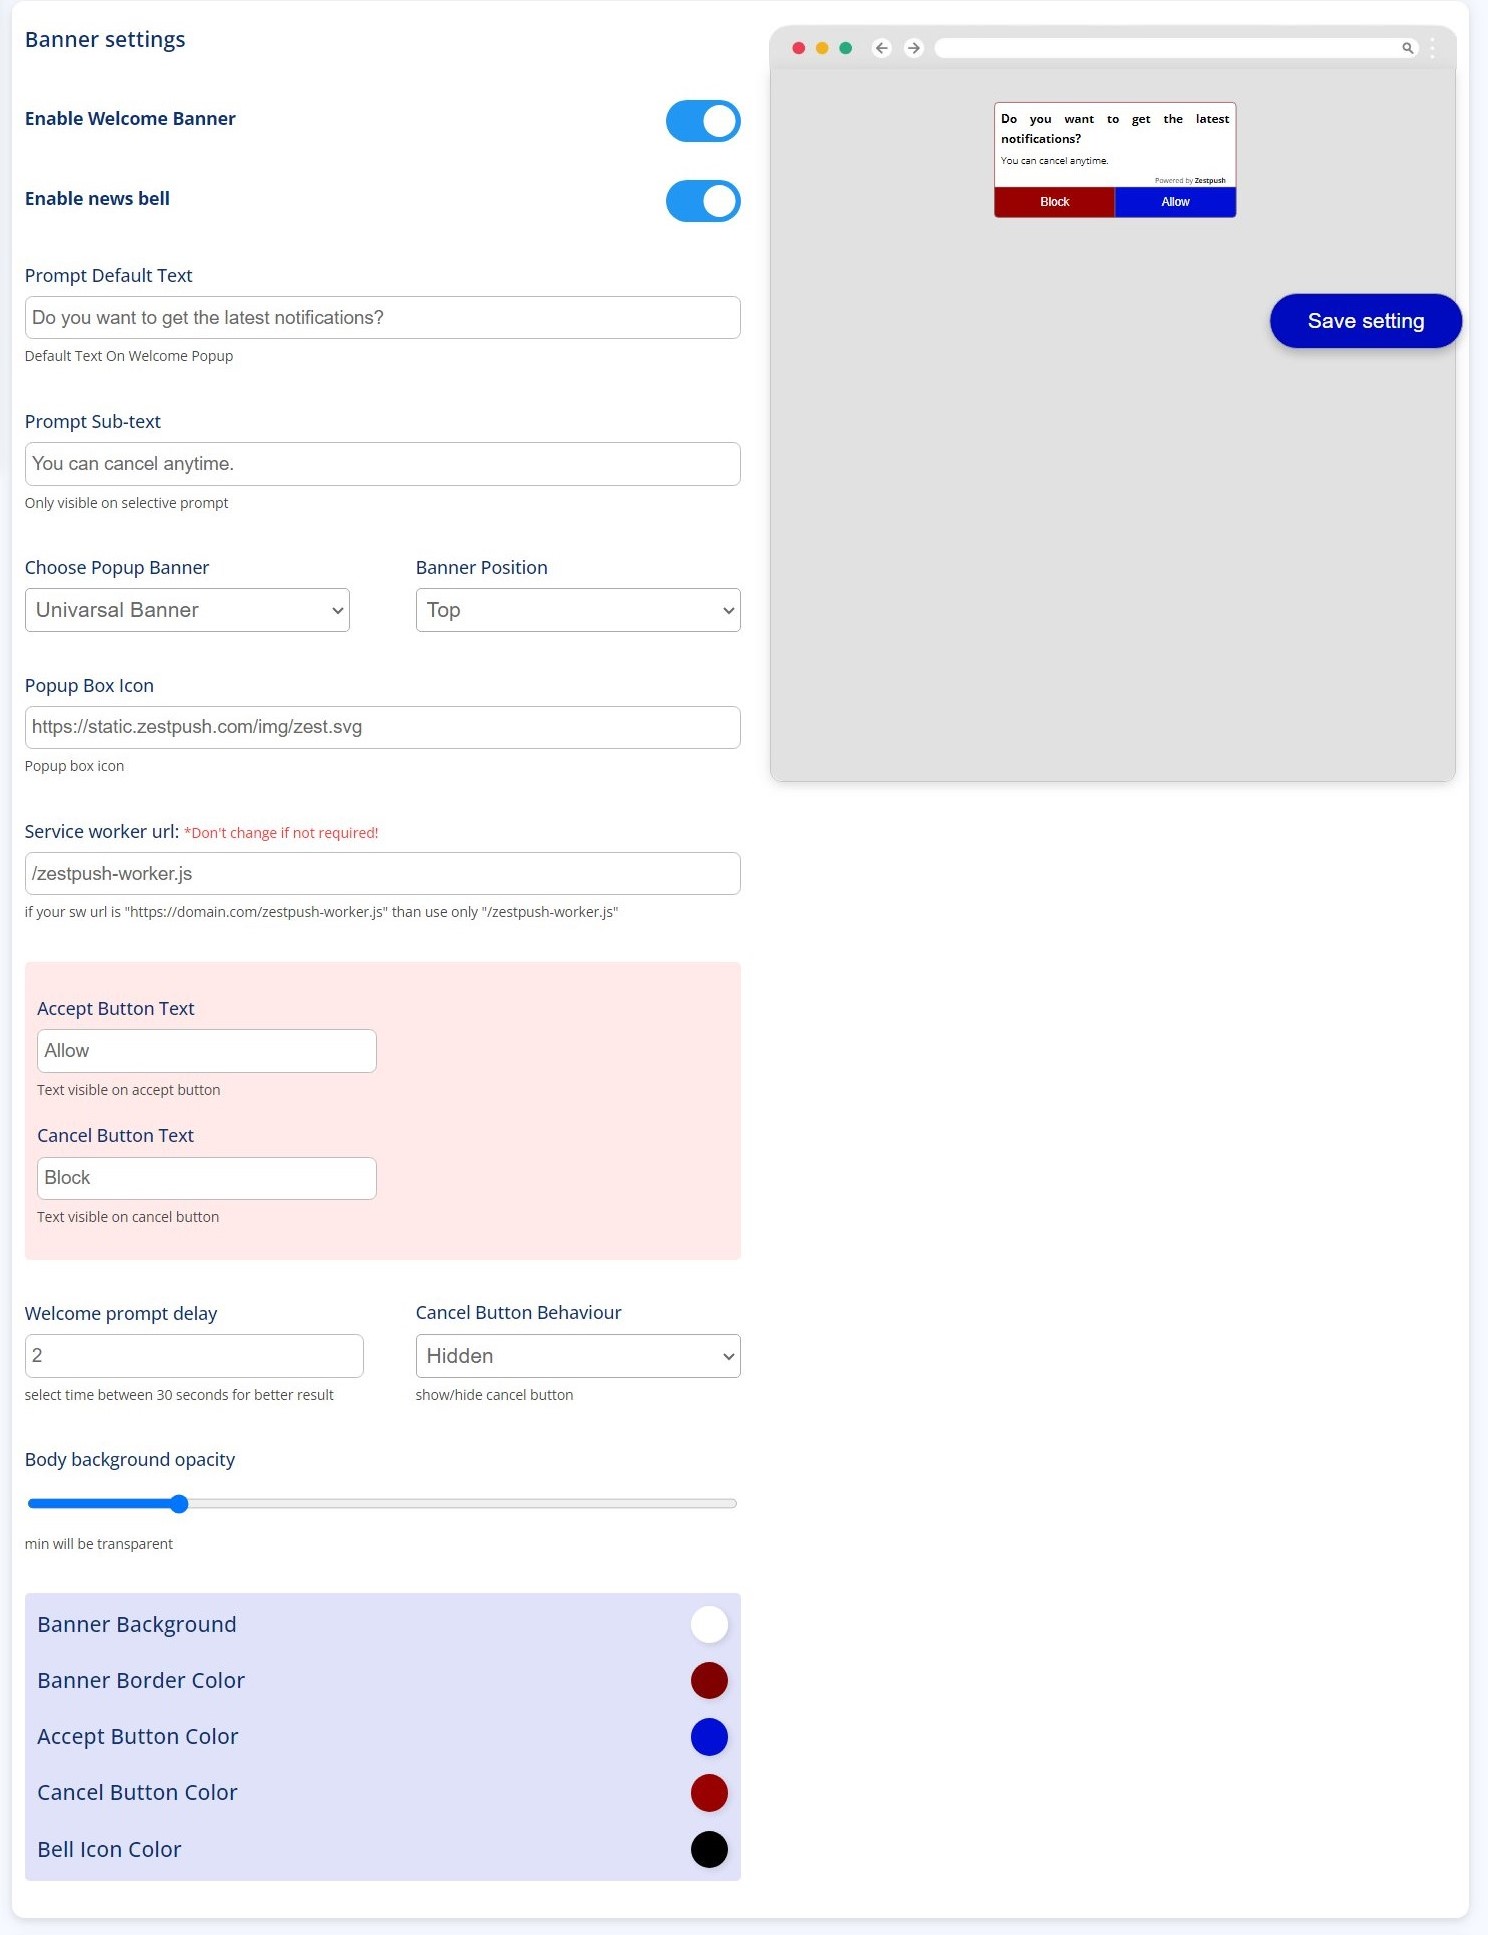 Banner settings
Enable Welcome Banner
Enable news bell
Prompt Default Text
Do you want to get the latest notifications?
Default Text On Welcome Popup
Prompt Sub-text
You can cancel anytime.
Only visible on selective prompt
Choose Popup Banner
Univarsal Banner
Banner Position
Top
Popup Box Icon
https://static.zestpush.com/img/zest.svg
Popup box icon
Service worker url: *Don't change if not required!
/zestpush-worker.js
if your sw url is "https://domain.com/zestpush-worker.js" than use only "/zestpush-worker.js"
Accept Button Text
Allow
Text visible on accept button
Cancel Button Text
Block
Text visible on cancel button
Welcome prompt delay
2
select time between 30 seconds for better result
Cancel Button Behaviour
Hidden
show/hide cancel button
Body background opacity
min will be transparent
Banner Background
Banner Border Color
Accept Button Color
Cancel Button Color
Bell Icon Color
Do you want to get the latest
notifications?
You can cancel anytime.
Powered by Zestpush
Block
Allow
Save setting